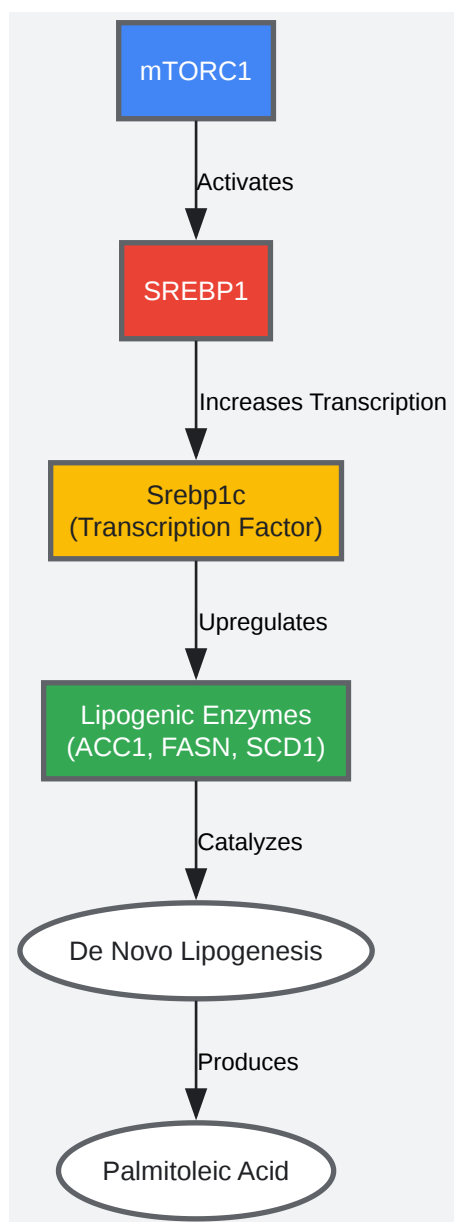 mTORC1
Activates
SREBP1
Increases Transcription
Srebp1c
(Transcription Factor)
Upregulates
Lipogenic Enzymes
(ACC1, FASN, SCD1)
Catalyzes
De Novo Lipogenesis
Produces
Palmitoleic Acid